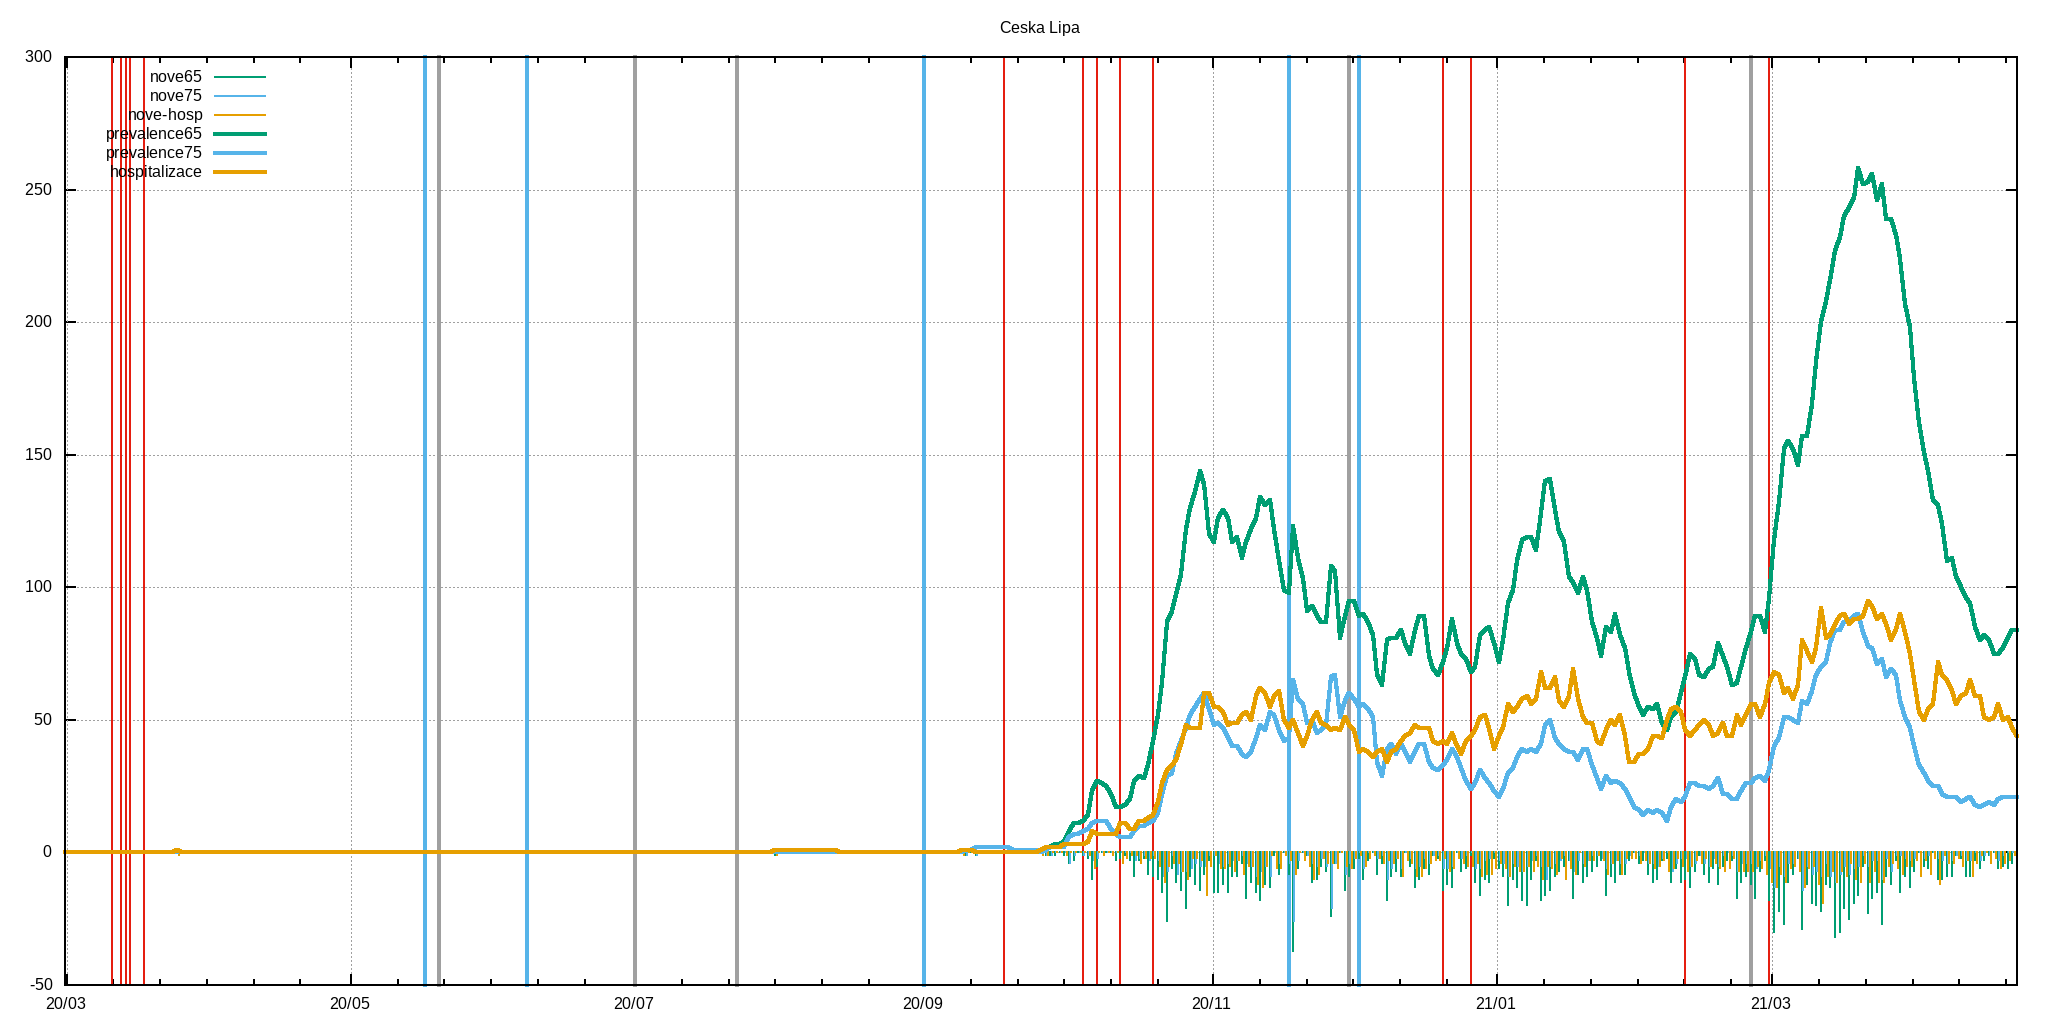 Ceska Lipa
300
250
200
150
100
50
0
-50
nove65
nove75
nove-hosp
prevalence65
prevalence75
hospitalizace
20/03 20/05 20/07 20/09 20/11 21/01 21/03